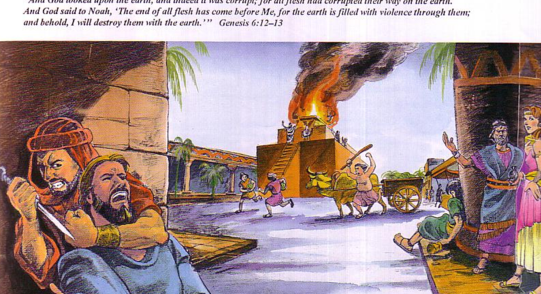 "And God looked upon the earth, and indeed it was corrupt; for all flesh had corrupted their way on the earth.
And God said to Noah, 'The end of all flesh has come before Me, for the earth is filled with violence through them;
and behold, I will destroy them with the earth.'" Genesis 6:12–13